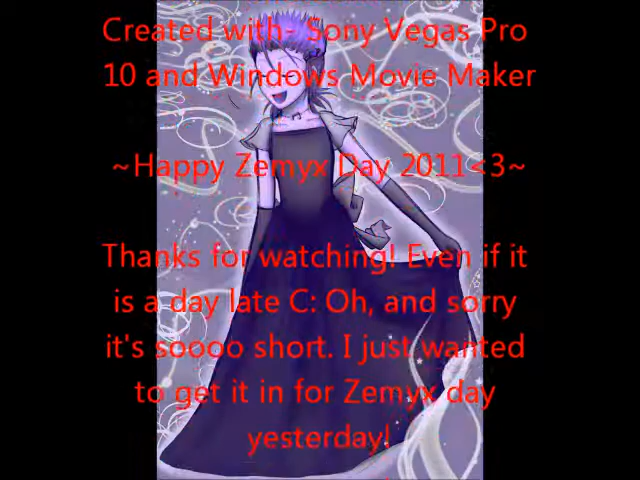 Created with- Sony Vegas Pro
10 and Windows Movie Maker
~Happy Zemyx Day 2011<3~
Thanks for watching! Even if it
is a day late C: Oh, and sorry
it's soooo short. I just wanted
to get it in for Zemyx day
yesterday!